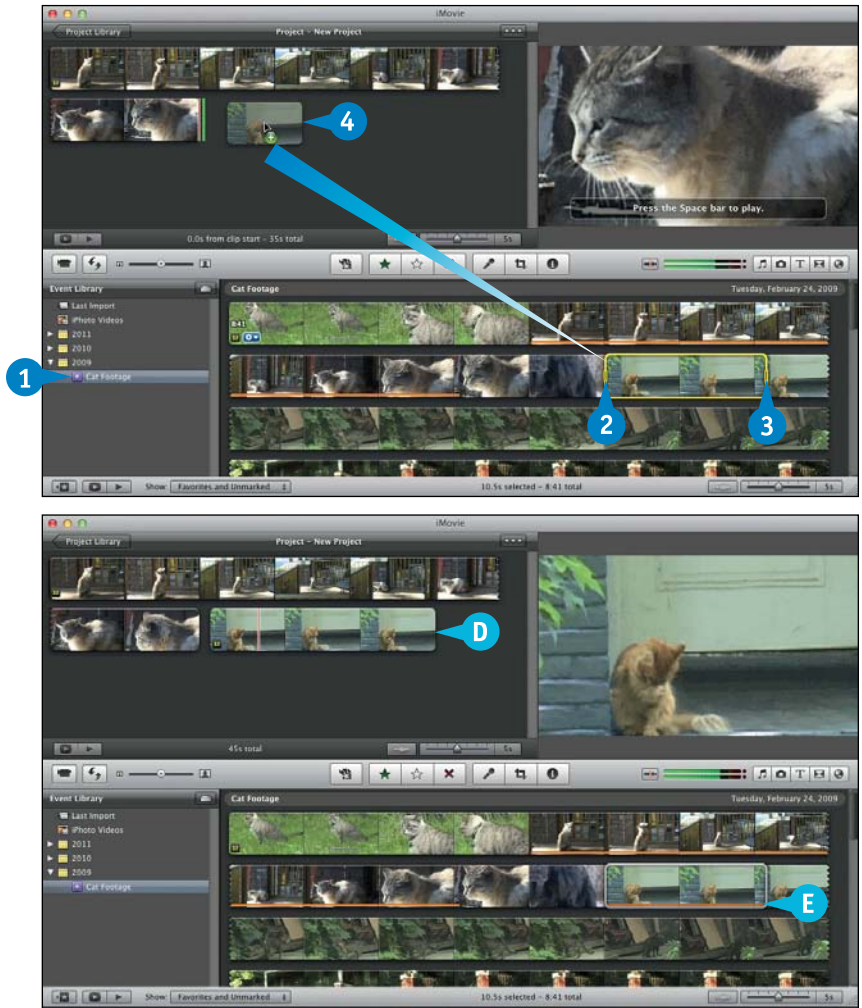 iMovie
Project Library
Project - New Project
4
Press the Space bar to play.
0.0s from clip start - 35s total
5s
Event Library
Cat Footage
Tuesday, February 24, 2009
Last Import
iPhoto Videos
2011
2010
2009
Cat Footage
8:41
1
2
3
Show:
Favorites and Unmarked
10.5s selected - 8:41 total
5s
iMovie
Project Library
Project - New Project
D
45s total
5s
Event Library
Cat Footage
Tuesday, February 24, 2009
Last Import
iPhoto Videos
2011
2010
2009
Cat Footage
E
Show:
Favorites and Unmarked
10.5s selected - 8:41 total
5s